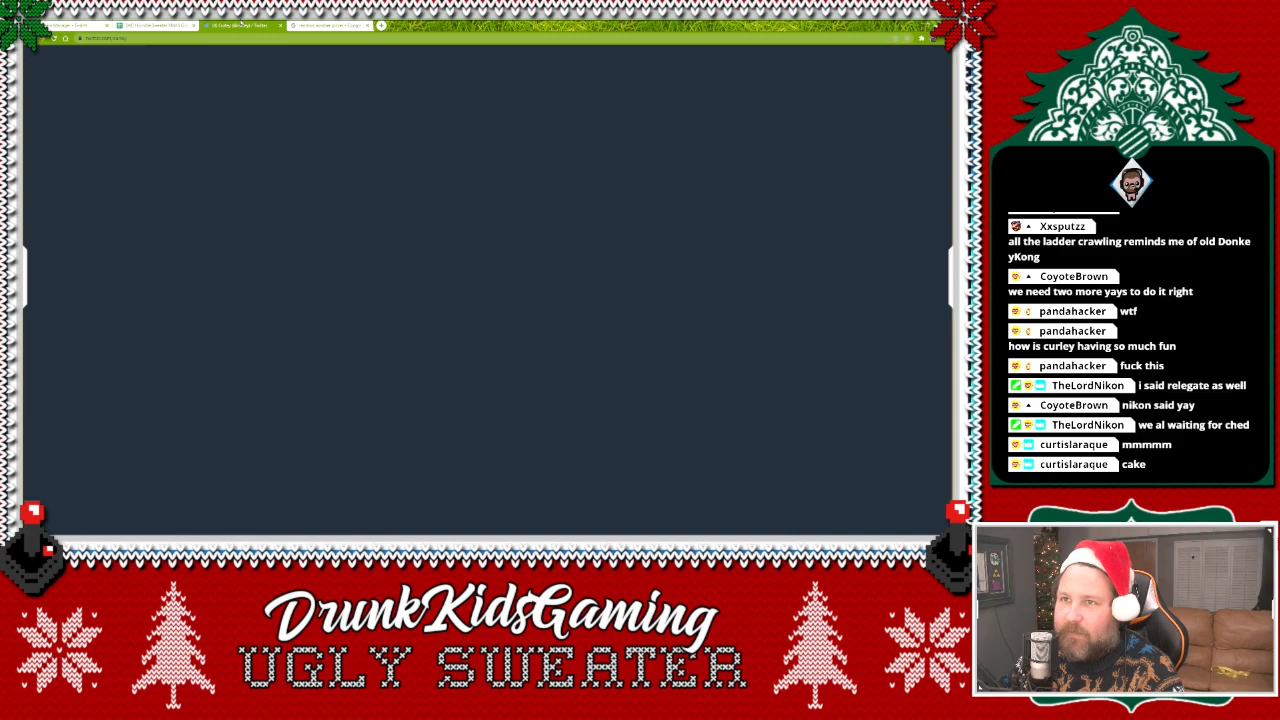 Xxsputzz
all the ladder crawling reminds me of old Donke
yKong
CoyoteBrown
we need two more yays to do it right
pandahacker wtf
pandahacker
how is curley having so much fun
pandahacker fuck this
TheLordNikon i said relegate as well
CoyoteBrown nikon said yay
TheLordNikon we al waiting for ched
curtislaraque mmmmm
curtislaraque cake
DrunkKidsGaming
UGLY SWEATER